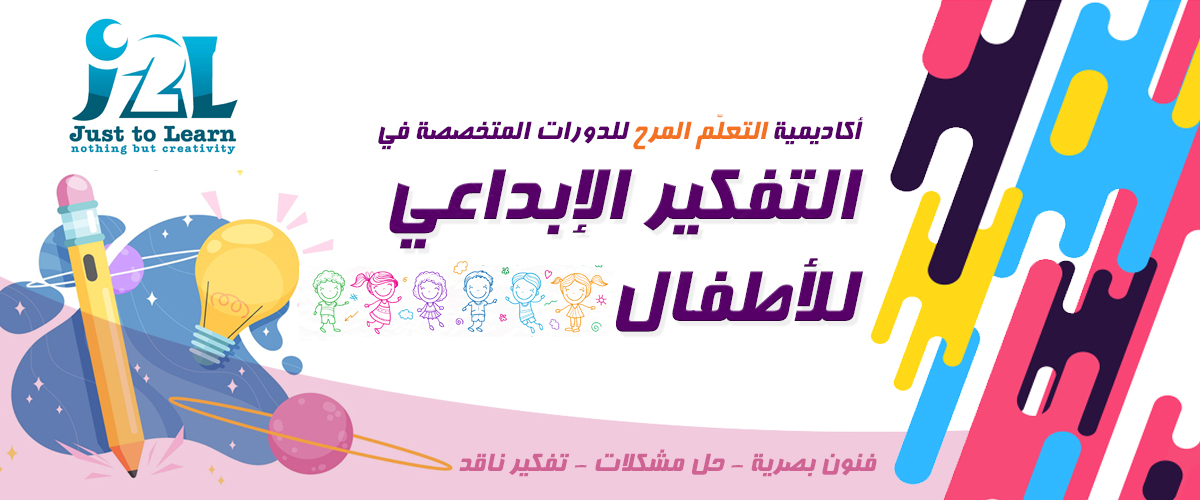 j2L
Just to Learn
nothing but creativity
أكاديمية التعلّم المرح للدورات المتخصصة في
التفكير الإبداعي
للأطفال
فنون بصرية - حل مشكلات - تفكير ناقد